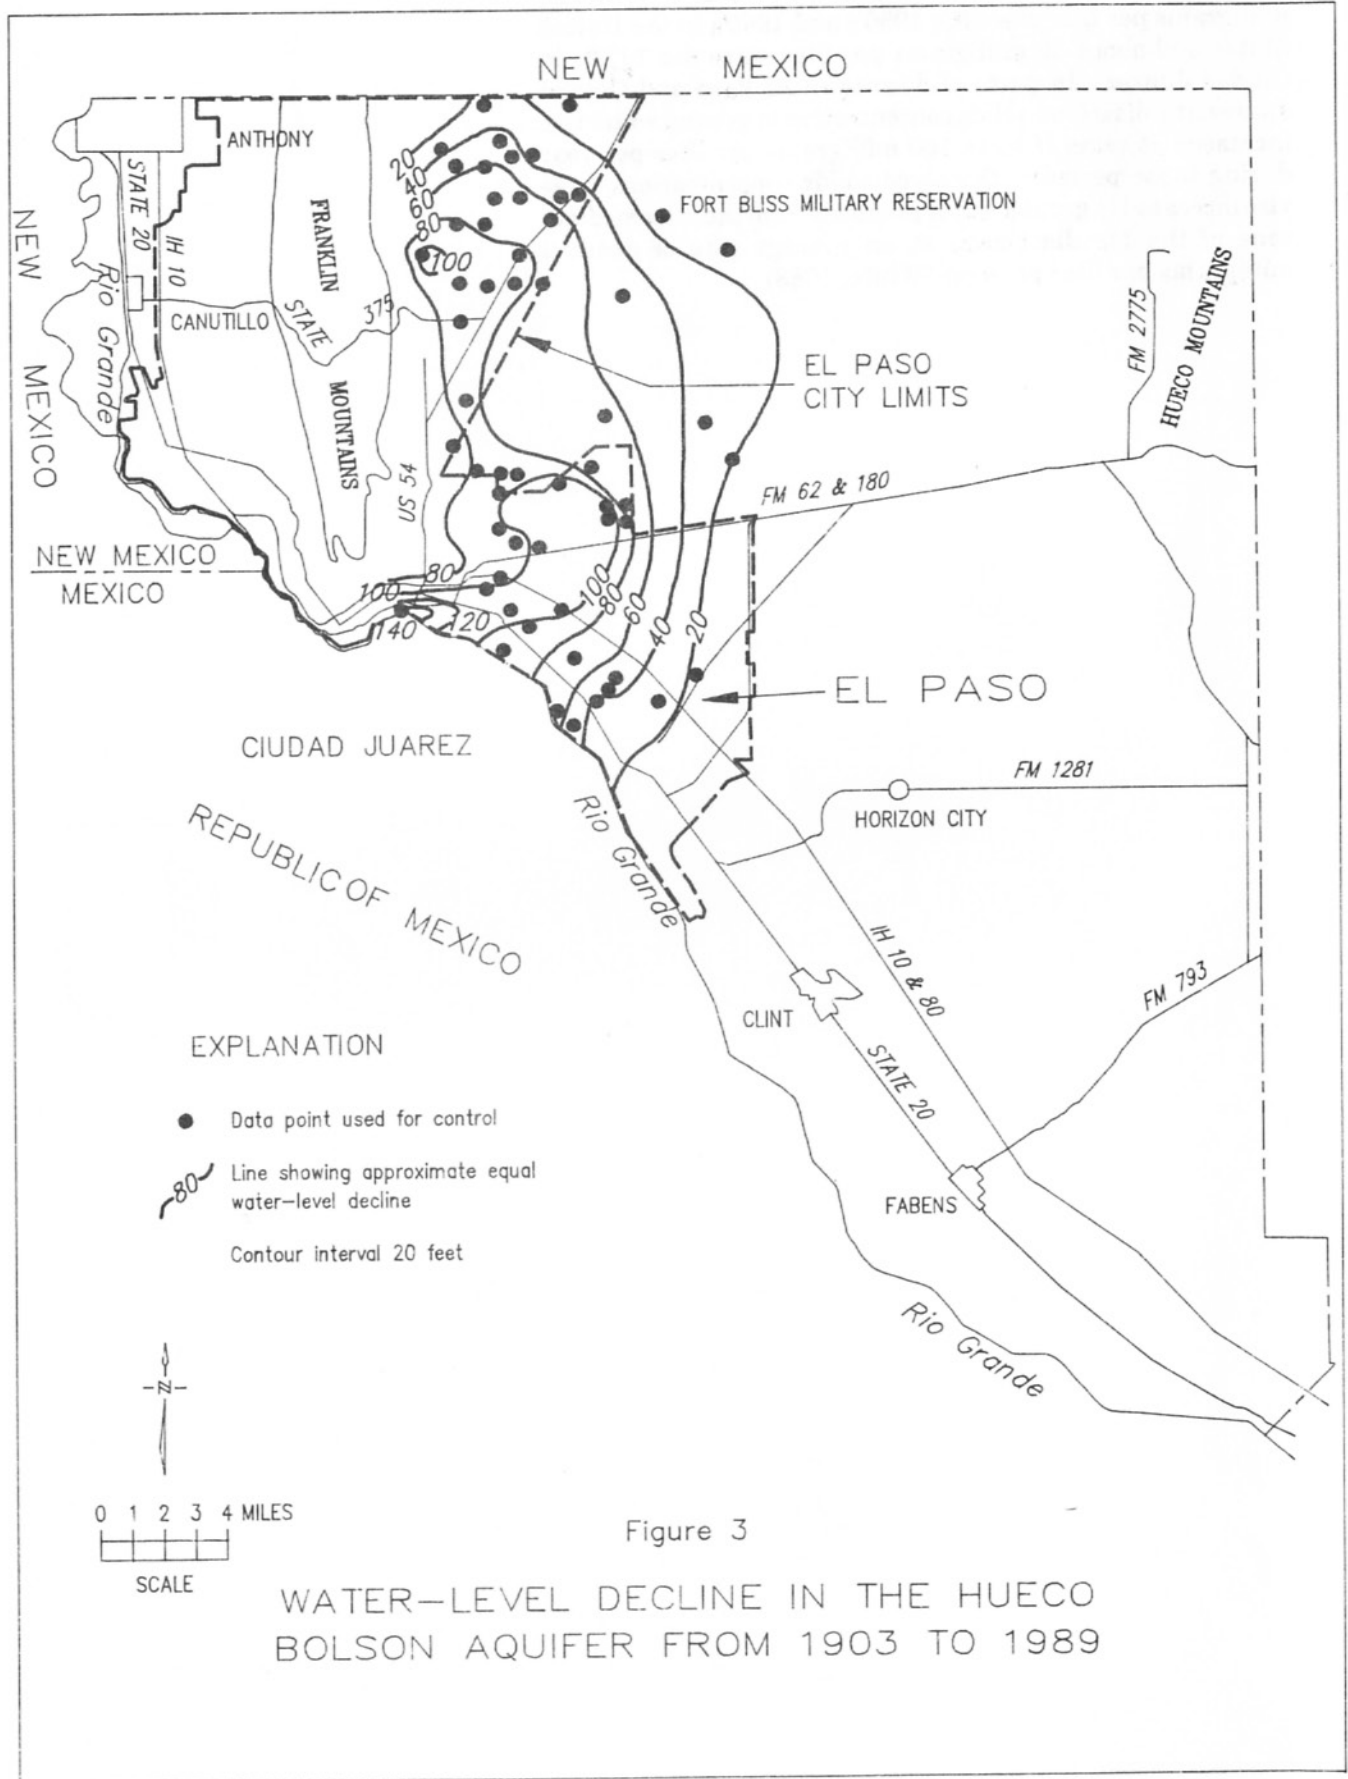 NEW MEXICO
ANTHONY
STATE 20
IH 10
NEW MEXICO
Rio Grande
CANUTILLO
FRANKLIN
MOUNTAINS
STATE
375
US 54
20
40
60
80
100
FORT BLISS MILITARY RESERVATION
EL PASO
CITY LIMITS
FM 2775
HUECO MOUNTAINS
FM 62 & 180
NEW MEXICO
MEXICO
80
100
120
140
100
80
60
40
20
EL PASO
CIUDAD JUAREZ
REPUBLIC OF MEXICO
Rio Grande
FM 1281
HORIZON CITY
IH 10 & 80
FM 793
CLINT
STATE 20
FABENS
Rio Grande
EXPLANATION
Data point used for control
80
Line showing approximate equal
water-level decline
Contour interval 20 feet
N
0 1 2 3 4 MILES
SCALE
Figure 3
WATER-LEVEL DECLINE IN THE HUECO
BOLSON AQUIFER FROM 1903 TO 1989